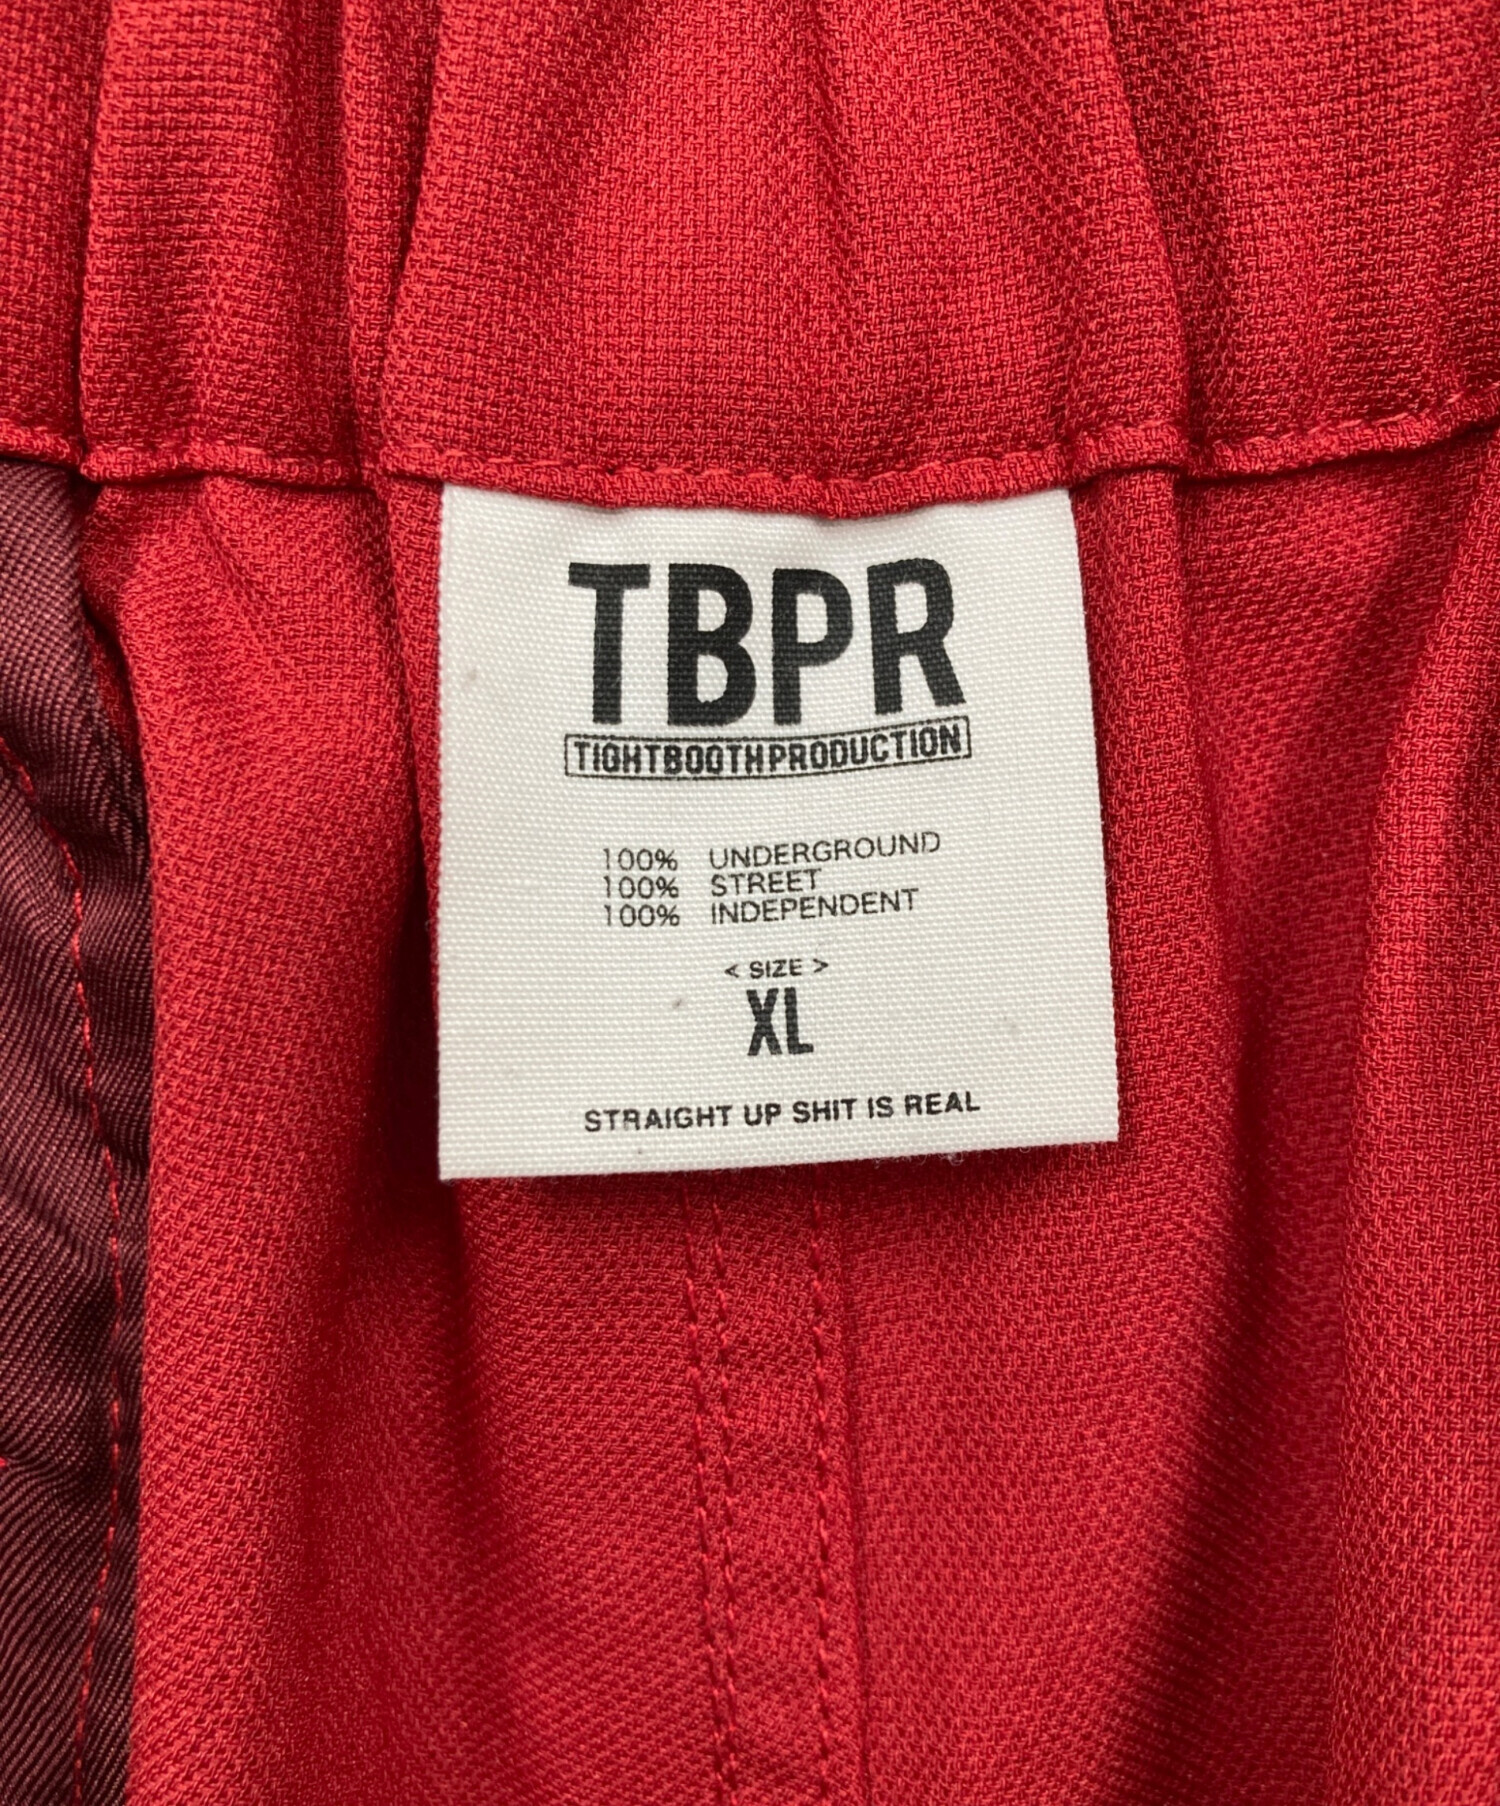 TBPR
TIGHTBOOTHPRODUCTION
100% UNDERGROUND
100% STREET
100% INDEPENDENT
< SIZE >
XL
STRAIGHT UP SHIT IS REAL